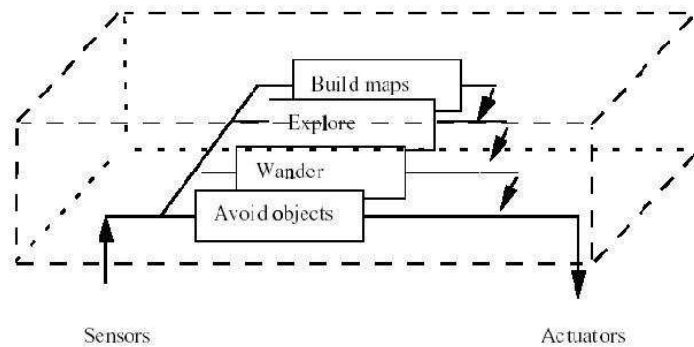 Build maps
Explore
Wander
Avoid objects
Sensors
Actuators